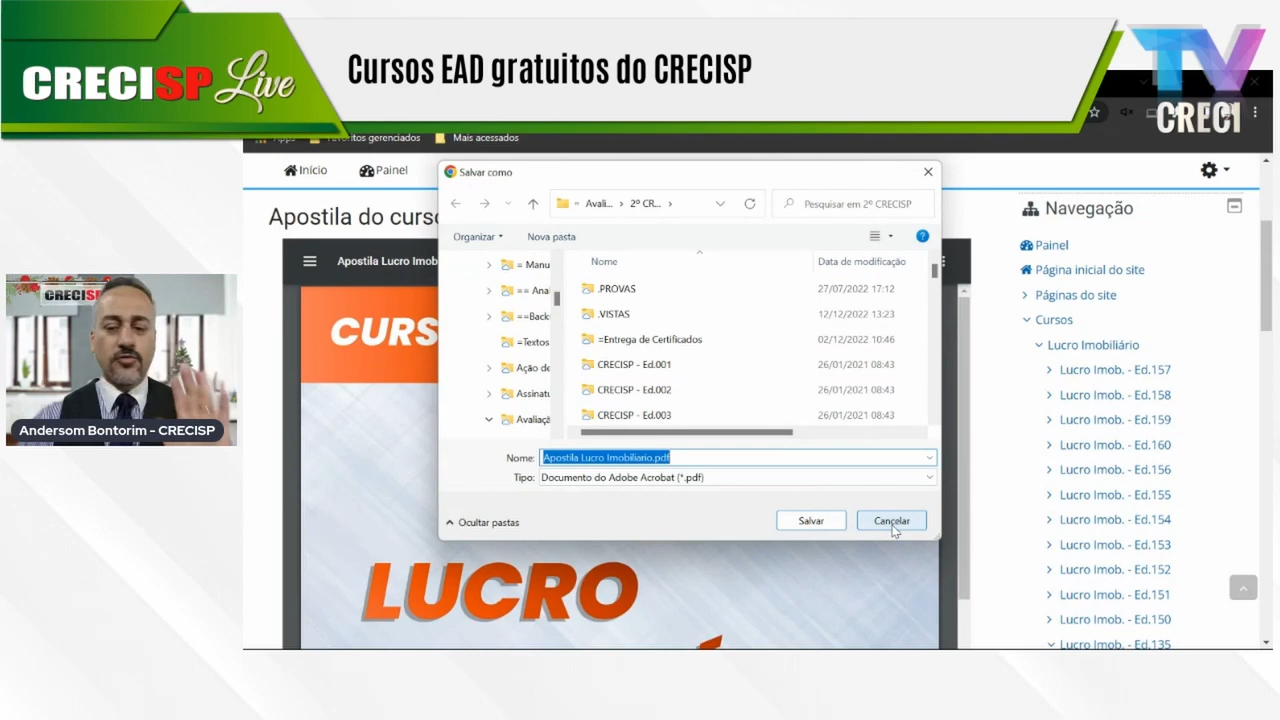 CRECISP Live
Cursos EAD gratuitos do CRECISP
TV
CRECI
Apps
Favoritos gerenciados
Mais acessados
Início
Painel
Apostila do curso
Apostila Lucro Imob
CURS
LUCRO
Salvar como
Avali...
2º CR...
Pesquisar em 2º CRECISP
Organizar
Nova pasta
Nome
Data de modificação
= Manu
== Ana
==Back
=Textos
Ação de
Assinatu
Avaliaç
.PROVAS 27/07/2022 17:12
.VISTAS 12/12/2022 13:23
=Entrega de Certificados 02/12/2022 10:46
CRECISP - Ed.001 26/01/2021 08:43
CRECISP - Ed.002 26/01/2021 08:43
CRECISP - Ed.003 26/01/2021 08:43
Nome: Apostila Lucro Imobiliario.pdf
Tipo: Documento do Adobe Acrobat (*.pdf)
Ocultar pastas
Salvar
Cancelar
Navegação
Painel
Página inicial do site
Páginas do site
Cursos
Lucro Imobiliário
Lucro Imob. - Ed.157
Lucro Imob. - Ed.158
Lucro Imob. - Ed.159
Lucro Imob. - Ed.160
Lucro Imob. - Ed.156
Lucro Imob. - Ed.155
Lucro Imob. - Ed.154
Lucro Imob. - Ed.153
Lucro Imob. - Ed.152
Lucro Imob. - Ed.151
Lucro Imob. - Ed.150
Lucro Imob. - Ed.135
CRECIS
Andersom Bontorim - CRECISP